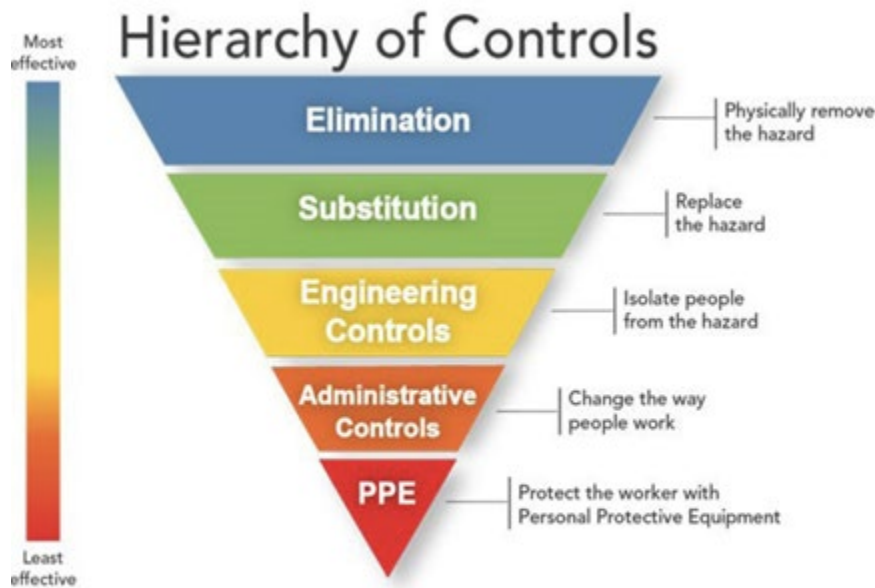 Hierarchy of Controls
Most
effective
Elimination
Physically remove
the hazard
Substitution
Replace
the hazard
Engineering
Controls
Isolate people
from the hazard
Administrative
Controls
Change the way
people work
PPE
Protect the worker with
Personal Protective Equipment
Least
effective